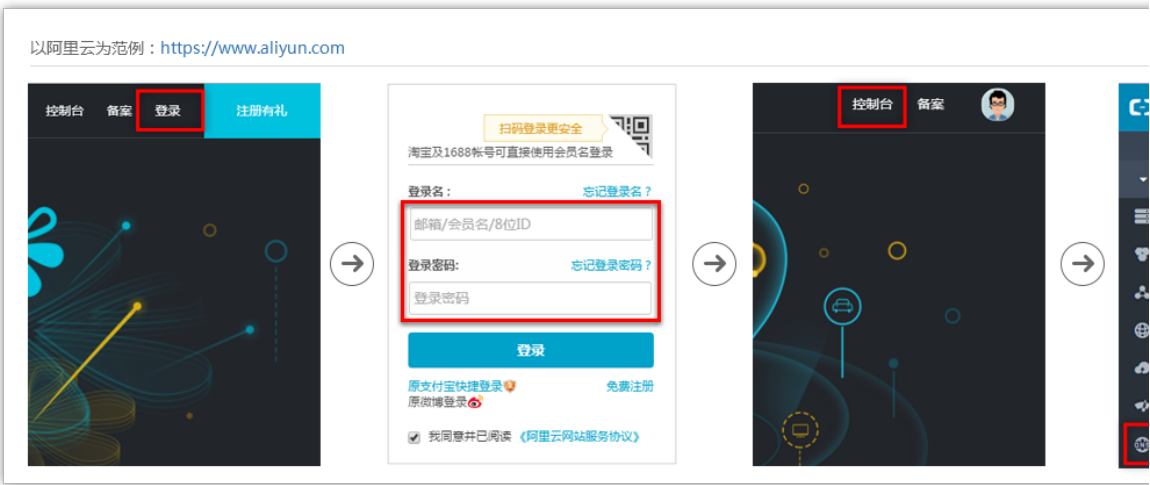 以阿里云为范例：https://www.aliyun.com
控制台 备案 登录 注册有礼
扫码登录更安全
淘宝及1688帐号可直接使用会员名登录
登录名： 忘记登录名？
邮箱/会员名/8位ID
登录密码: 忘记登录密码？
登录密码
登录
原支付宝快捷登录 免费注册
原微博登录
我同意并已阅读 《阿里云网站服务协议》
控制台 备案